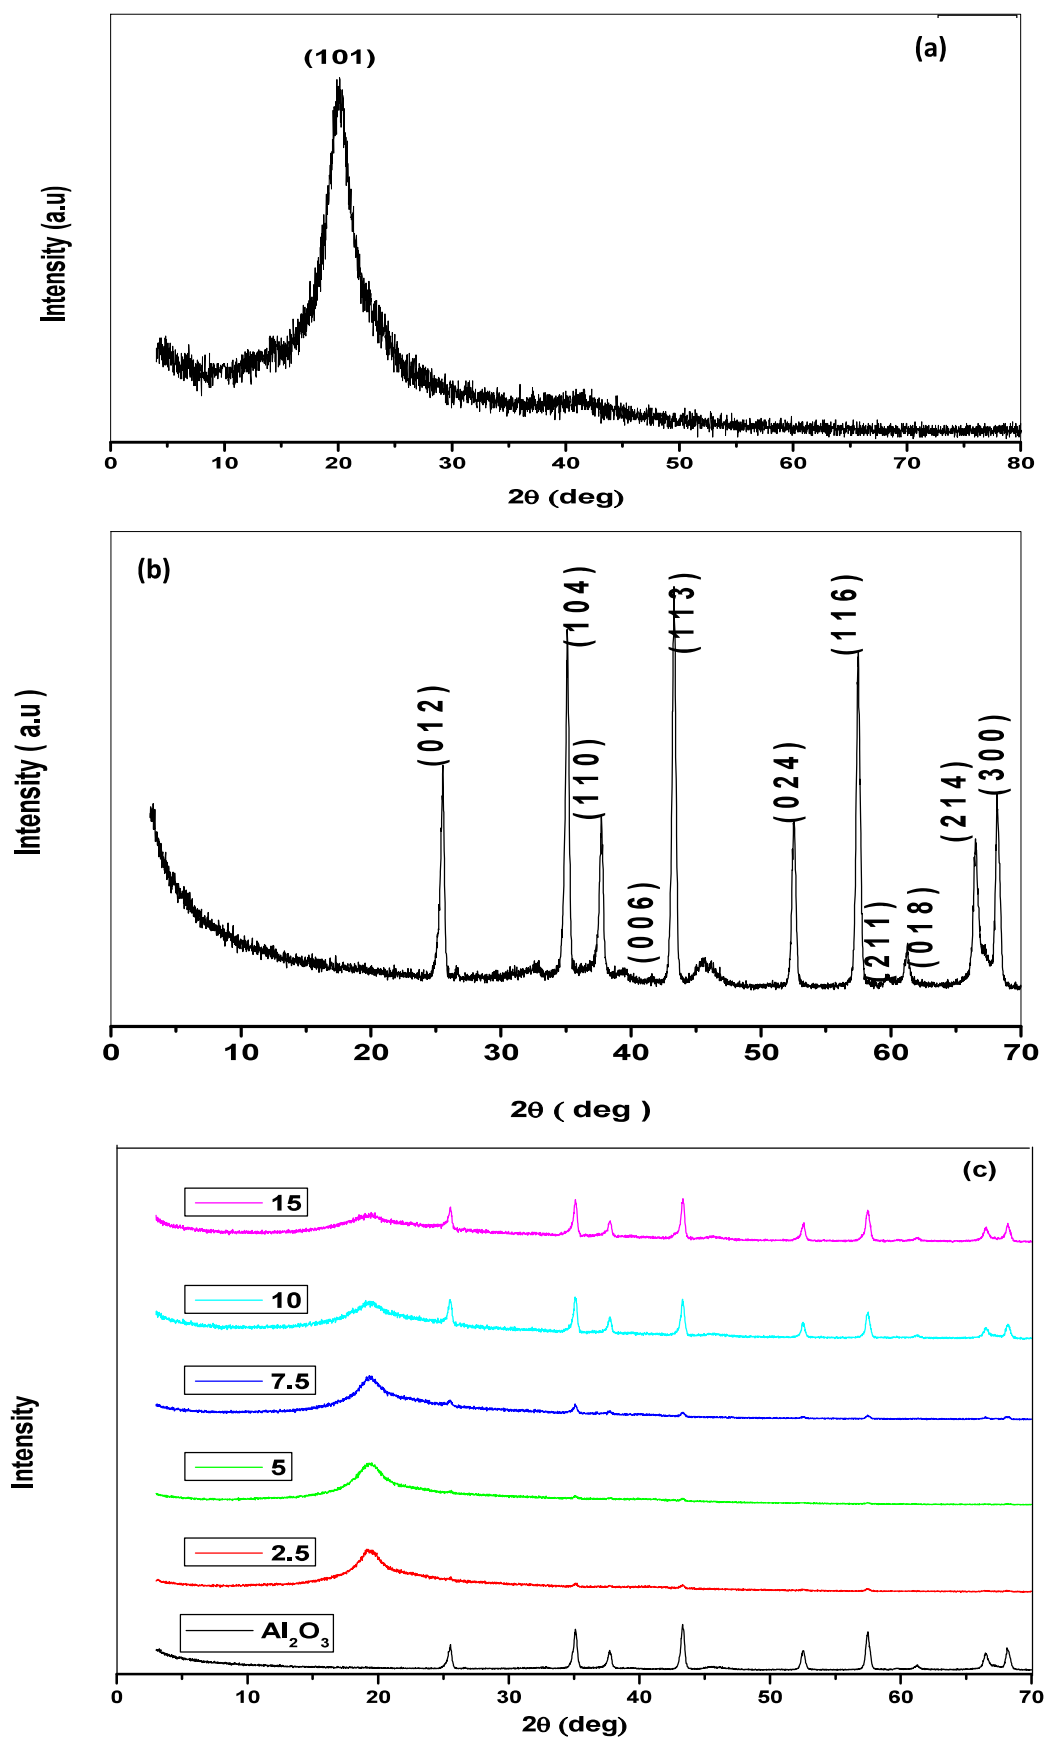 (a)
(101)
Intensity (a.u)
0 10 20 30 40 50 60 70 80
2θ (deg)
(b)
(012)
(104)
(110)
(006)
(113)
(024)
(116)
(211)
(018)
(214)
(300)
Intensity ( a.u )
0 10 20 30 40 50 60 70
2θ ( deg )
(c)
15
10
7.5
5
2.5
Al₂O₃
Intensity
0 10 20 30 40 50 60 70
2θ (deg)